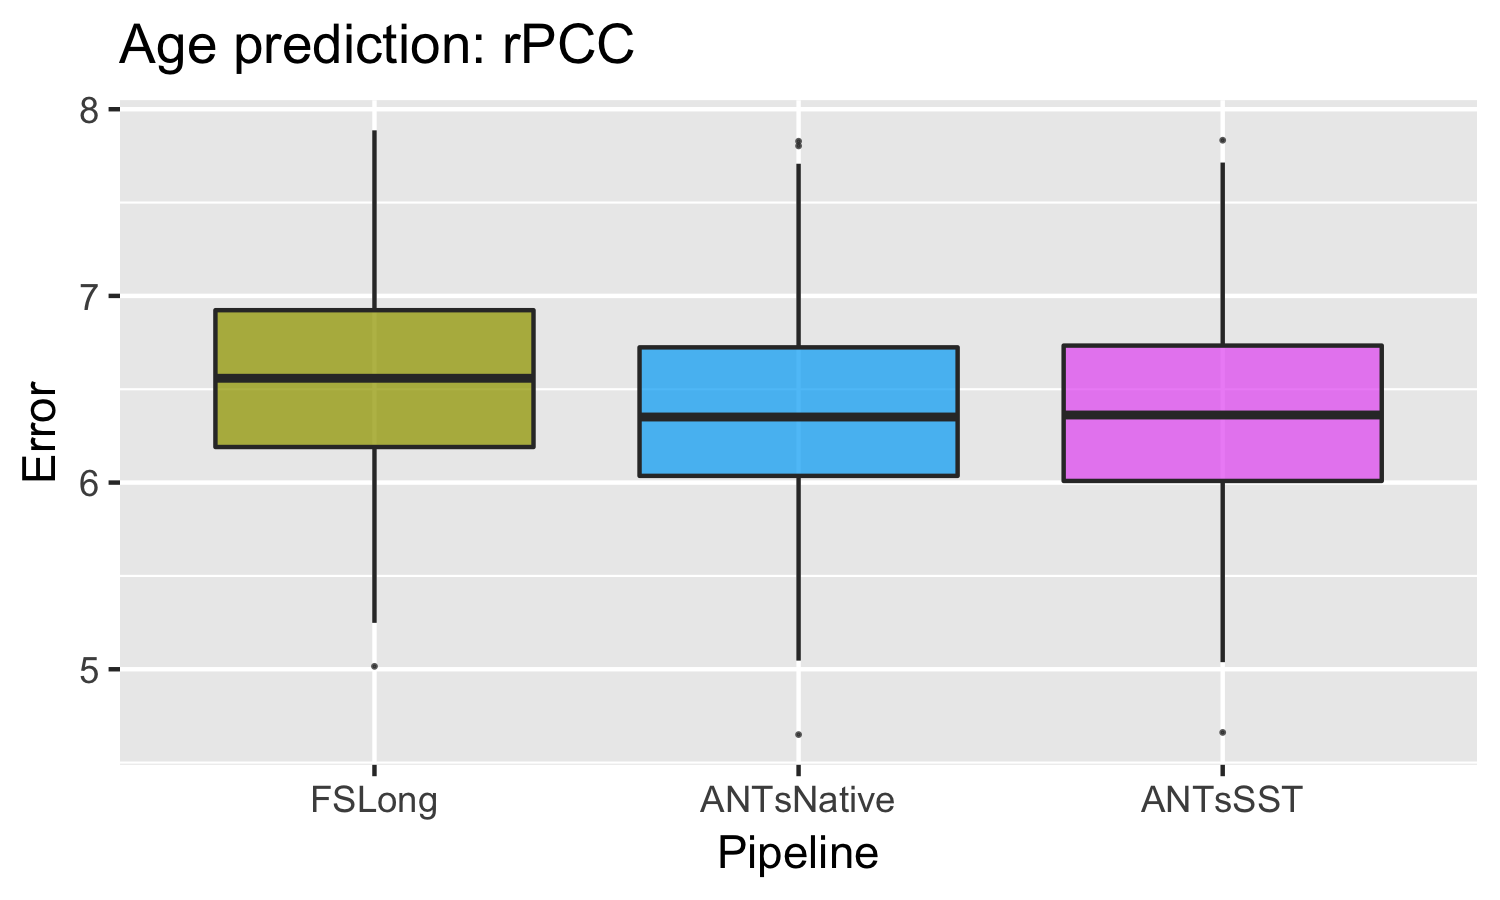 Age prediction: rPCC
8
7
6
5
Error
FSLong ANTsNative ANTsSST
Pipeline